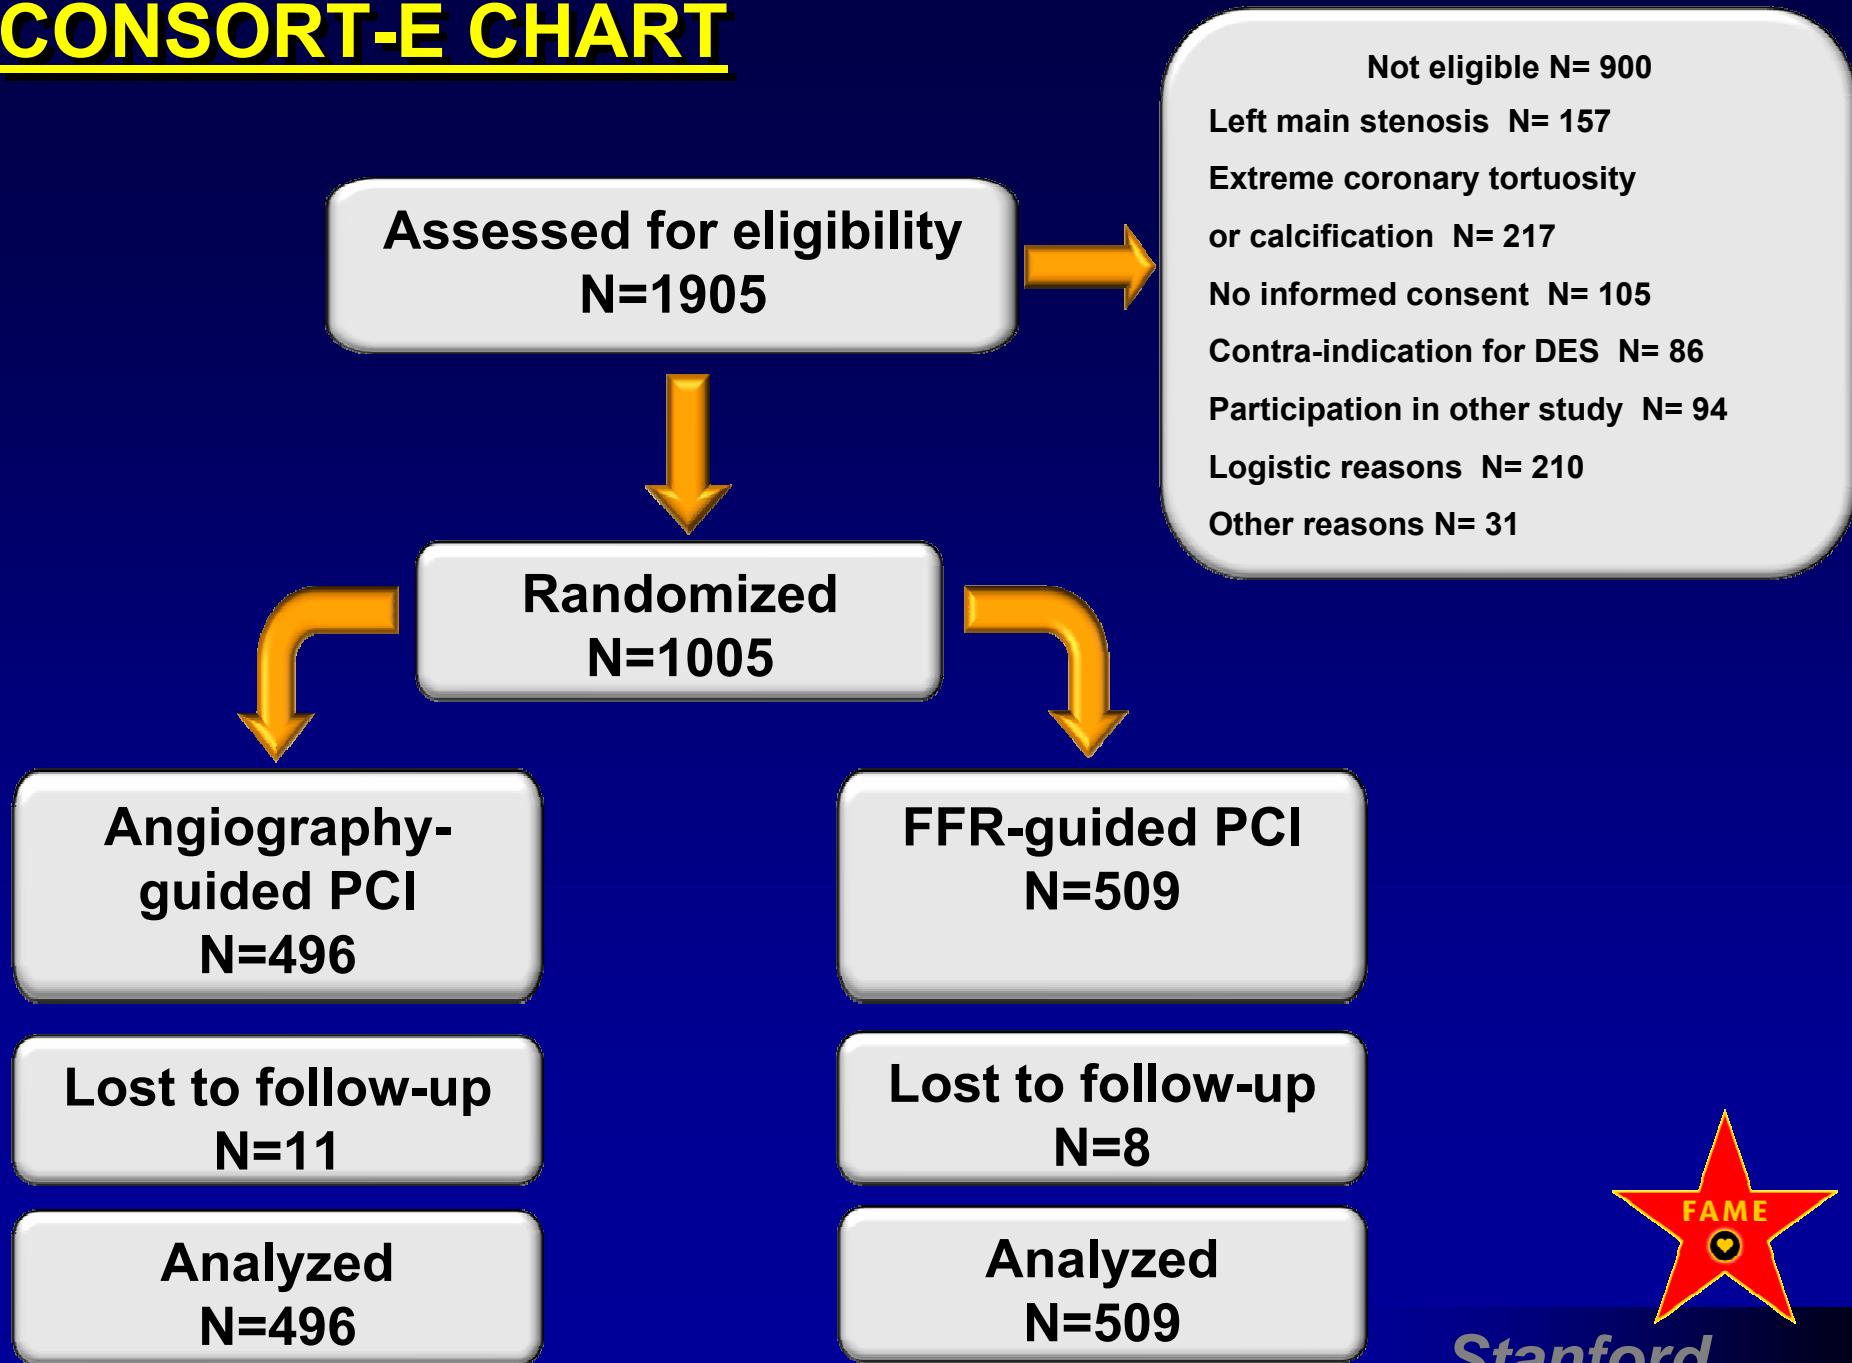 CONSORT-E CHART
Not eligible N= 900
Left main stenosis  N= 157
Extreme coronary tortuosity
or calcification  N= 217
No informed consent  N= 105
Contra-indication for DES  N= 86
Participation in other study  N= 94
Logistic reasons  N= 210
Other reasons N= 31
Assessed for eligibility
N=1905
Randomized
N=1005
Angiography-
guided PCI
N=496
FFR-guided PCI
N=509
Lost to follow-up
N=11
Lost to follow-up
N=8
Analyzed
N=496
Analyzed
N=509
FAME
Stanford